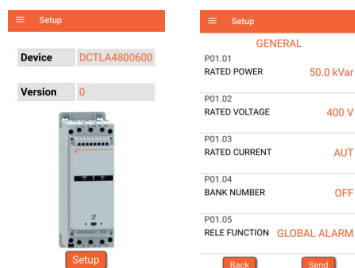 Setup
Device DCTLA4800600
Version 0
Setup
Setup
GENERAL
P01.01
RATED POWER 50.0 kVar
P01.02
RATED VOLTAGE 400 V
P01.03
RATED CURRENT AUT
P01.04
BANK NUMBER OFF
P01.05
RELE FUNCTION GLOBAL ALARM
Back Send